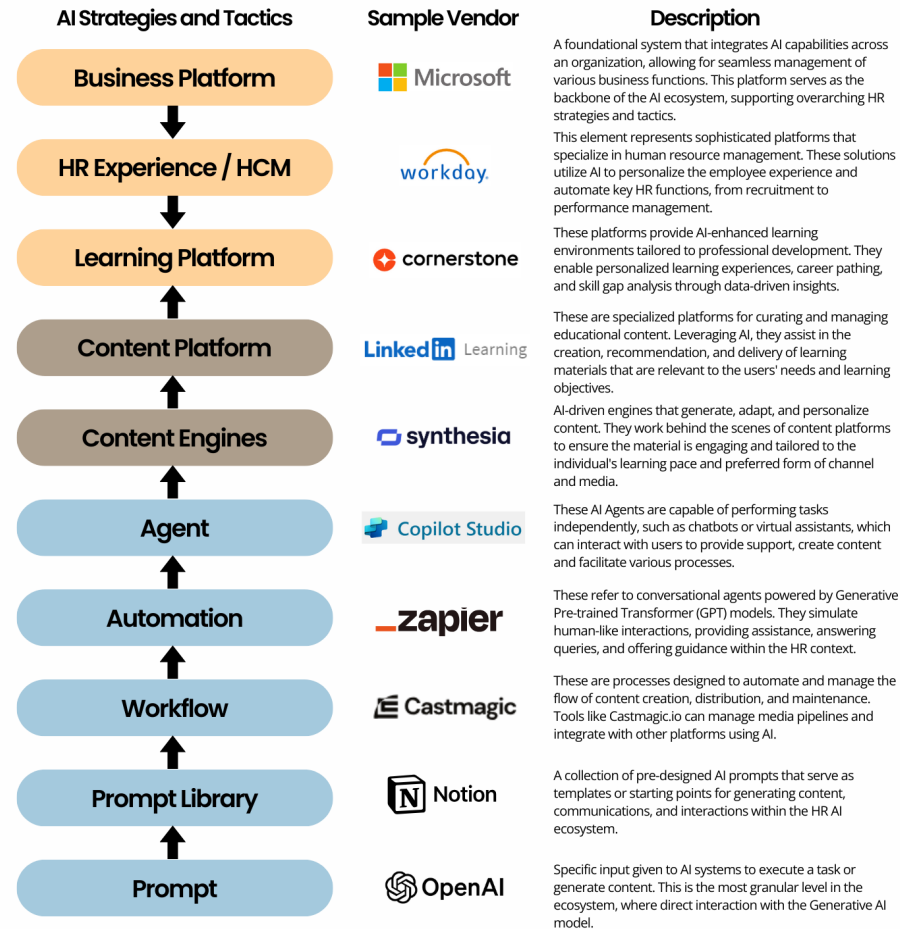 AI Strategies and Tactics
Sample Vendor
Description
Business Platform
Microsoft
A foundational system that integrates AI capabilities across
an organization, allowing for seamless management of
various business functions. This platform serves as the
backbone of the AI ecosystem, supporting overarching HR
strategies and tactics.
HR Experience / HCM
workday.
This element represents sophisticated platforms that
specialize in human resource management. These solutions
utilize AI to personalize the employee experience and
automate key HR functions, from recruitment to
performance management.
Learning Platform
cornerstone
These platforms provide AI-enhanced learning
environments tailored to professional development. They
enable personalized learning experiences, career pathing,
and skill gap analysis through data-driven insights.
Content Platform
Linked in Learning
These are specialized platforms for curating and managing
educational content. Leveraging AI, they assist in the
creation, recommendation, and delivery of learning
materials that are relevant to the users' needs and learning
objectives.
Content Engines
synthesia
AI-driven engines that generate, adapt, and personalize
content. They work behind the scenes of content platforms
to ensure the material is engaging and tailored to the
individual's learning pace and preferred form of channel
and media.
Agent
Copilot Studio
These AI Agents are capable of performing tasks
independently, such as chatbots or virtual assistants, which
can interact with users to provide support, create content
and facilitate various processes.
Automation
zapier
These refer to conversational agents powered by Generative
Pre-trained Transformer (GPT) models. They simulate
human-like interactions, providing assistance, answering
queries, and offering guidance within the HR context.
Workflow
Castmagic
These are processes designed to automate and manage the
flow of content creation, distribution, and maintenance.
Tools like Castmagic.io can manage media pipelines and
integrate with other platforms using AI.
Prompt Library
N Notion
A collection of pre-designed AI prompts that serve as
templates or starting points for generating content,
communications, and interactions within the HR AI
ecosystem.
Prompt
OpenAI
Specific input given to AI systems to execute a task or
generate content. This is the most granular level in the
ecosystem, where direct interaction with the Generative AI
model.